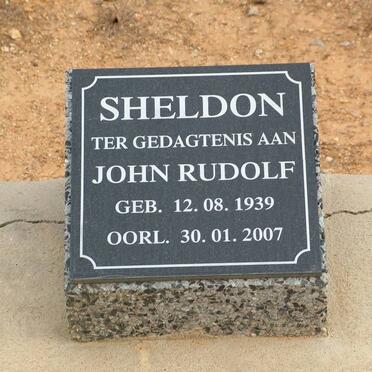 SHELDON
TER GEDAGTENIS AAN
JOHN RUDOLF
GEB. 12. 08. 1939
OORL. 30. 01. 2007